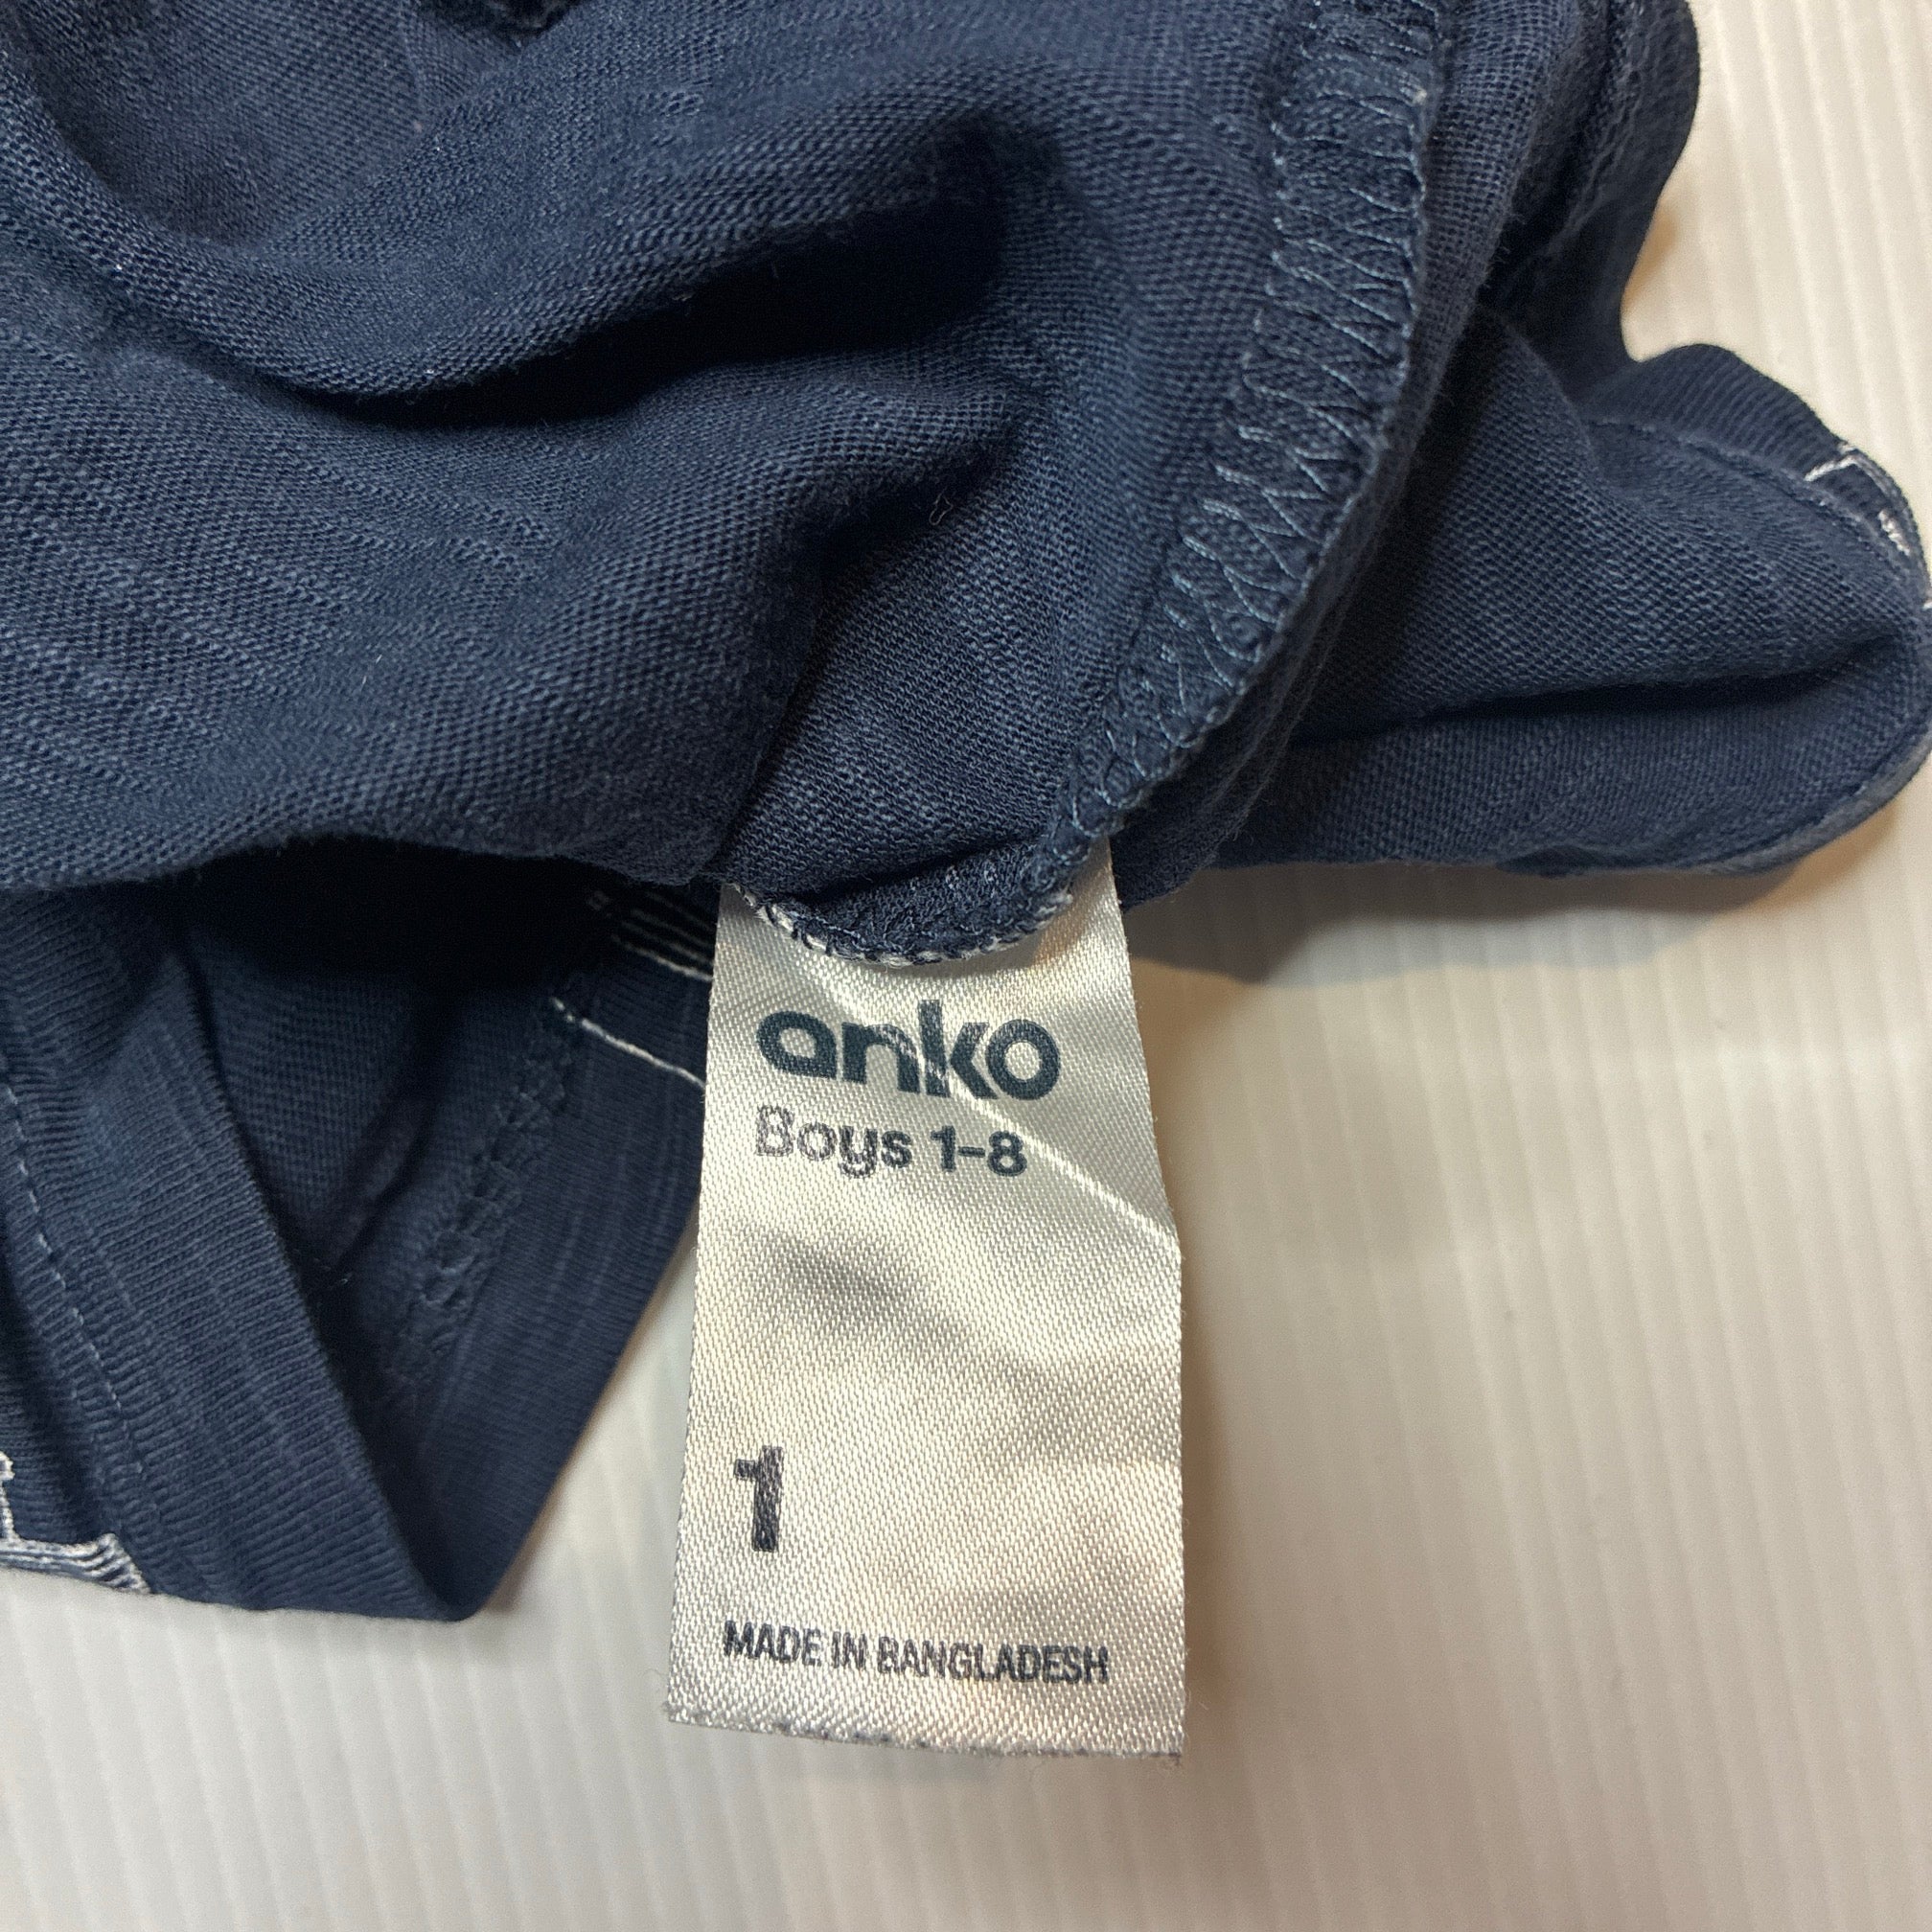 anko
Boys 1-8
1
MADE IN BANGLADESH